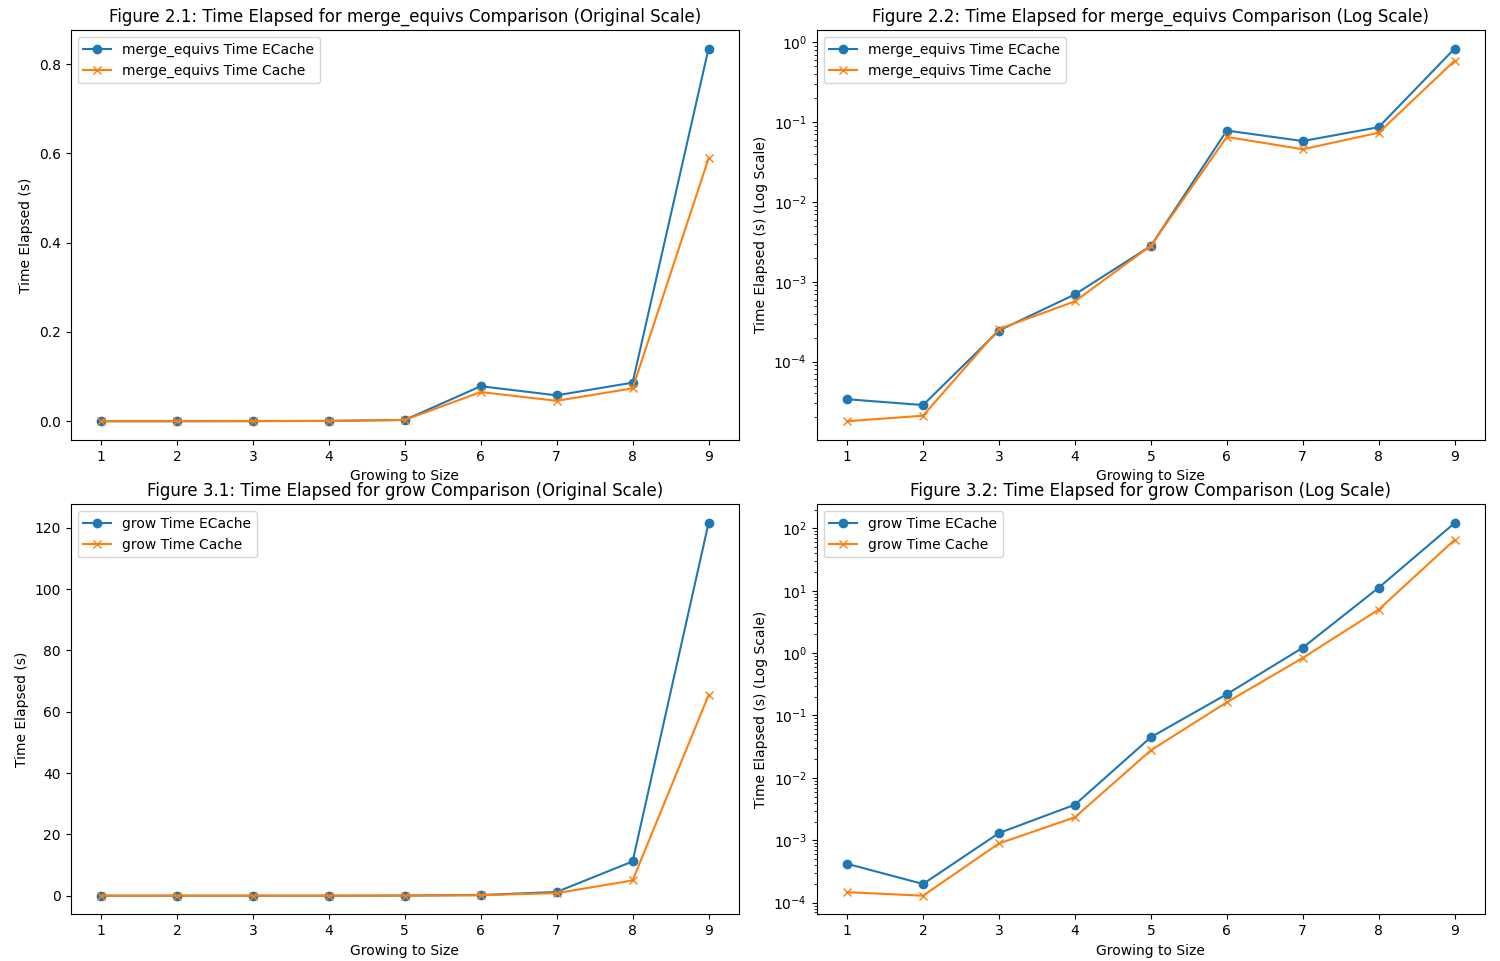 Figure 2.1: Time Elapsed for merge_equivs Comparison (Original Scale)
merge_equivs Time ECache
merge_equivs Time Cache
Time Elapsed (s)
0.8
0.6
0.4
0.2
0.0
1 2 3 4 5 6 7 8 9
Growing to Size
Figure 2.2: Time Elapsed for merge_equivs Comparison (Log Scale)
merge_equivs Time ECache
merge_equivs Time Cache
Time Elapsed (s) (Log Scale)
10⁰
10⁻¹
10⁻²
10⁻³
10⁻⁴
1 2 3 4 5 6 7 8 9
Growing to Size
Figure 3.1: Time Elapsed for grow Comparison (Original Scale)
grow Time ECache
grow Time Cache
Time Elapsed (s)
120
100
80
60
40
20
0
1 2 3 4 5 6 7 8 9
Growing to Size
Figure 3.2: Time Elapsed for grow Comparison (Log Scale)
grow Time ECache
grow Time Cache
Time Elapsed (s) (Log Scale)
10²
10¹
10⁰
10⁻¹
10⁻²
10⁻³
10⁻⁴
1 2 3 4 5 6 7 8 9
Growing to Size